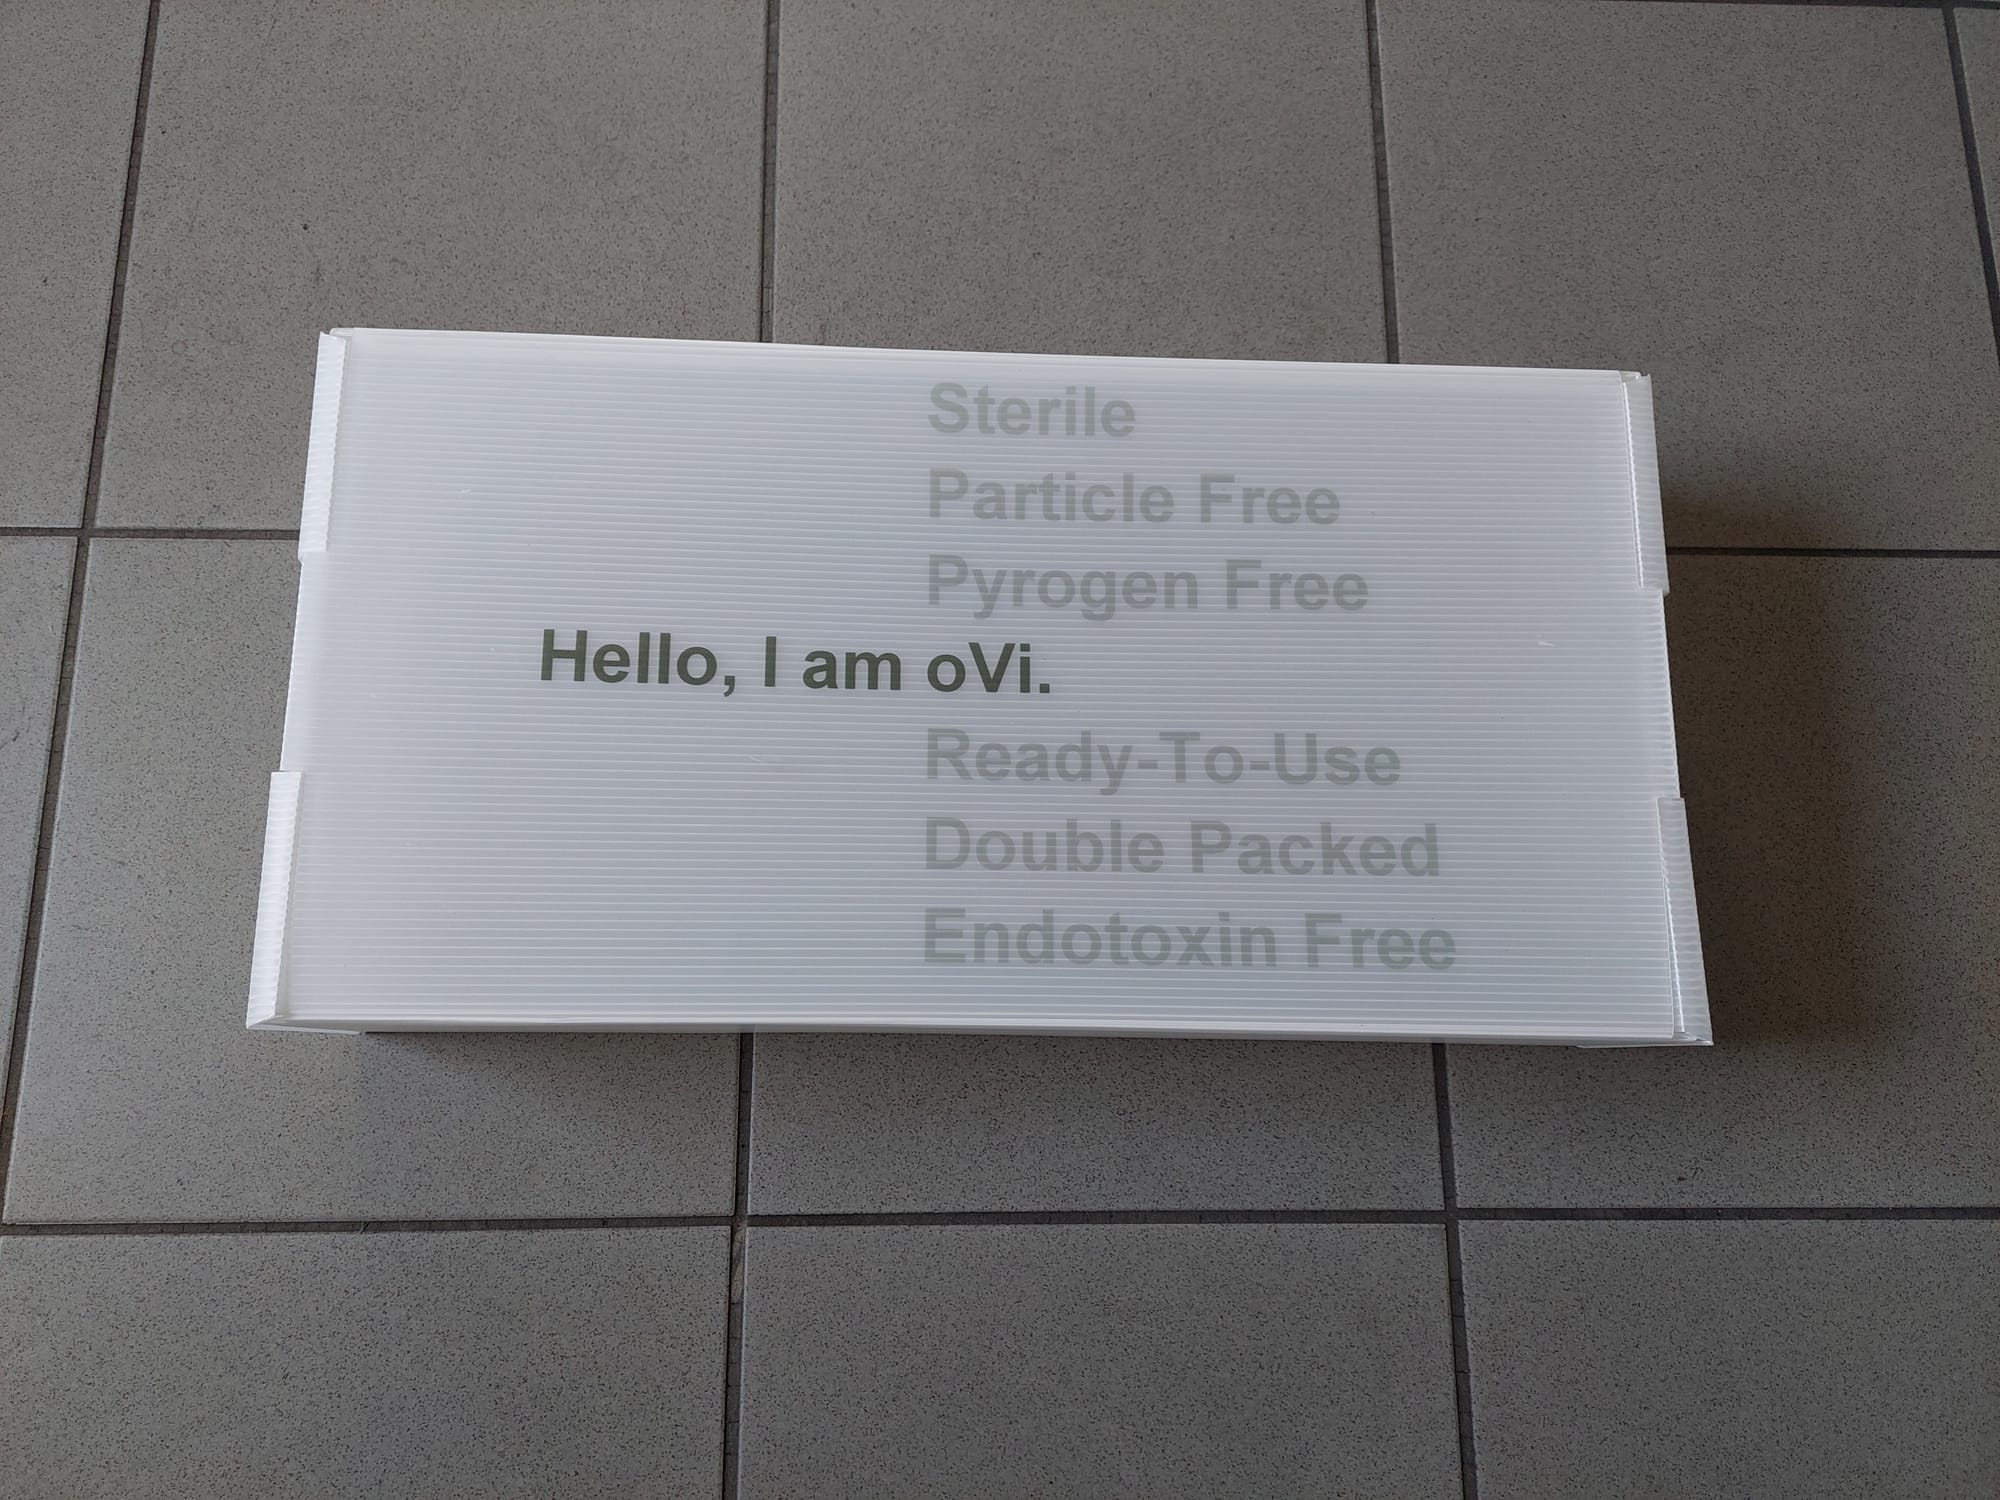 Sterile
Particle Free
Pyrogen Free
Hello, I am oVi.
Ready-To-Use
Double Packed
Endotoxin Free